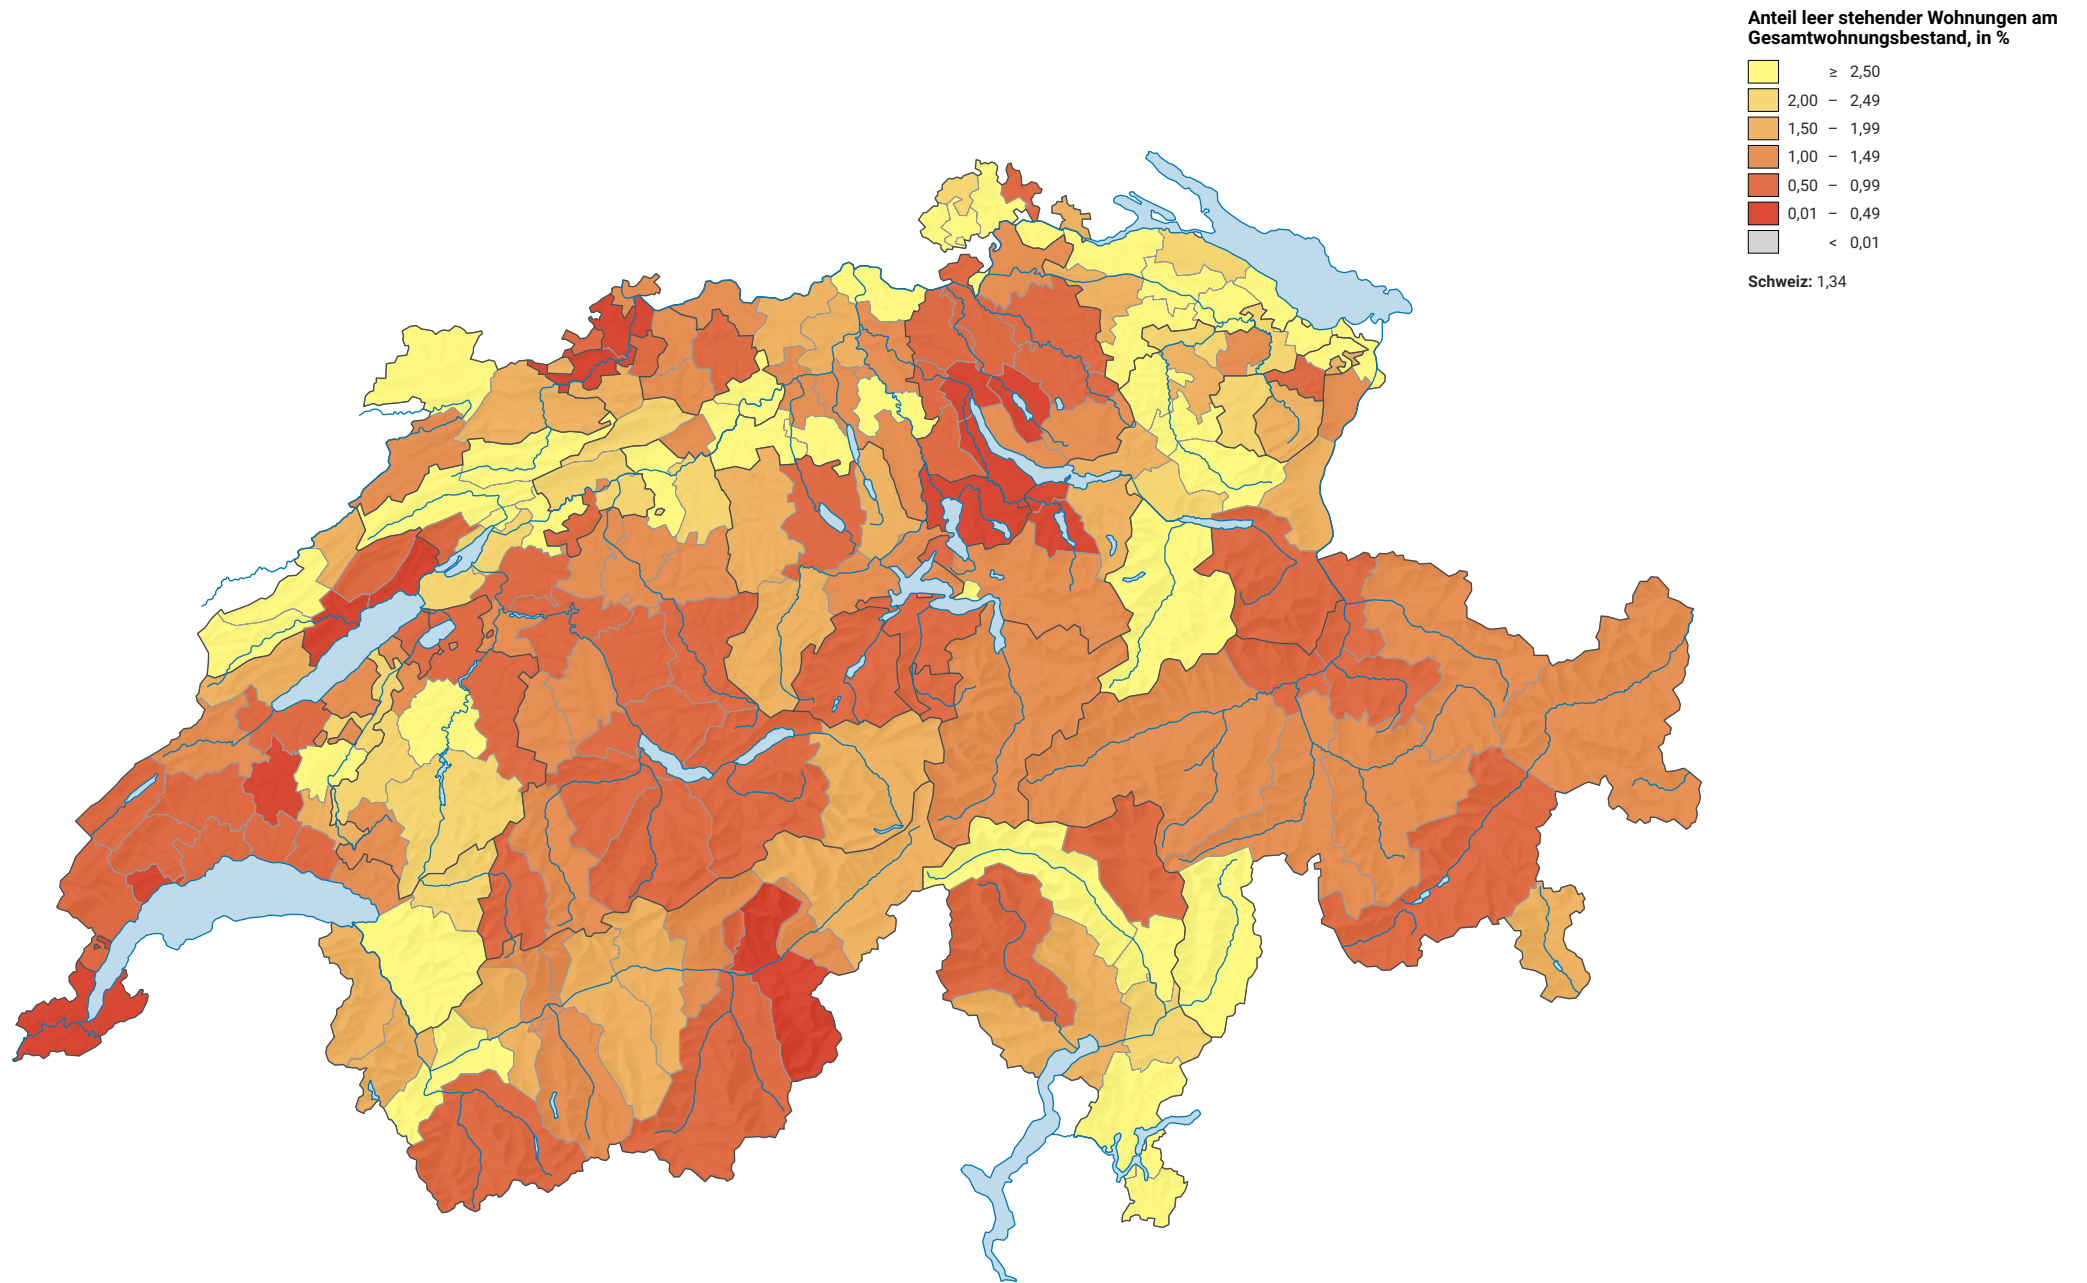 Anteil leer stehender Wohnungen am
Gesamtwohnungsbestand, in %
≥ 2,50
2,00 – 2,49
1,50 – 1,99
1,00 – 1,49
0,50 – 0,99
0,01 – 0,49
< 0,01
Schweiz: 1,34